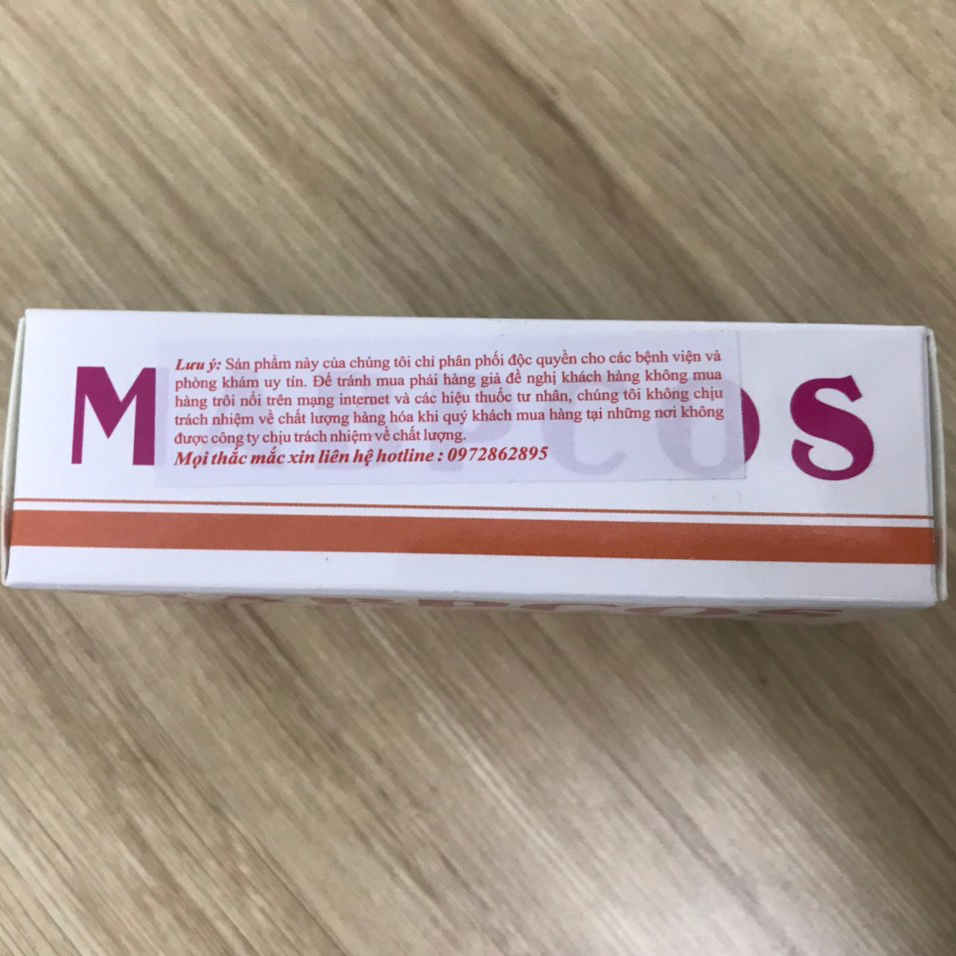 Lưu ý: Sản phẩm này của chúng tôi chỉ phân phối độc quyền cho các bệnh viện và
phòng khám uy tín. Để tránh mua phải hàng giả đề nghị khách hàng không mua
hàng trôi nổi trên mạng internet và các hiệu thuốc tư nhân, chúng tôi không chịu
trách nhiệm về chất lượng hàng hóa khi quý khách mua hàng tại những nơi không
được công ty chịu trách nhiệm về chất lượng.
Mọi thắc mắc xin liên hệ hotline : 0972862895